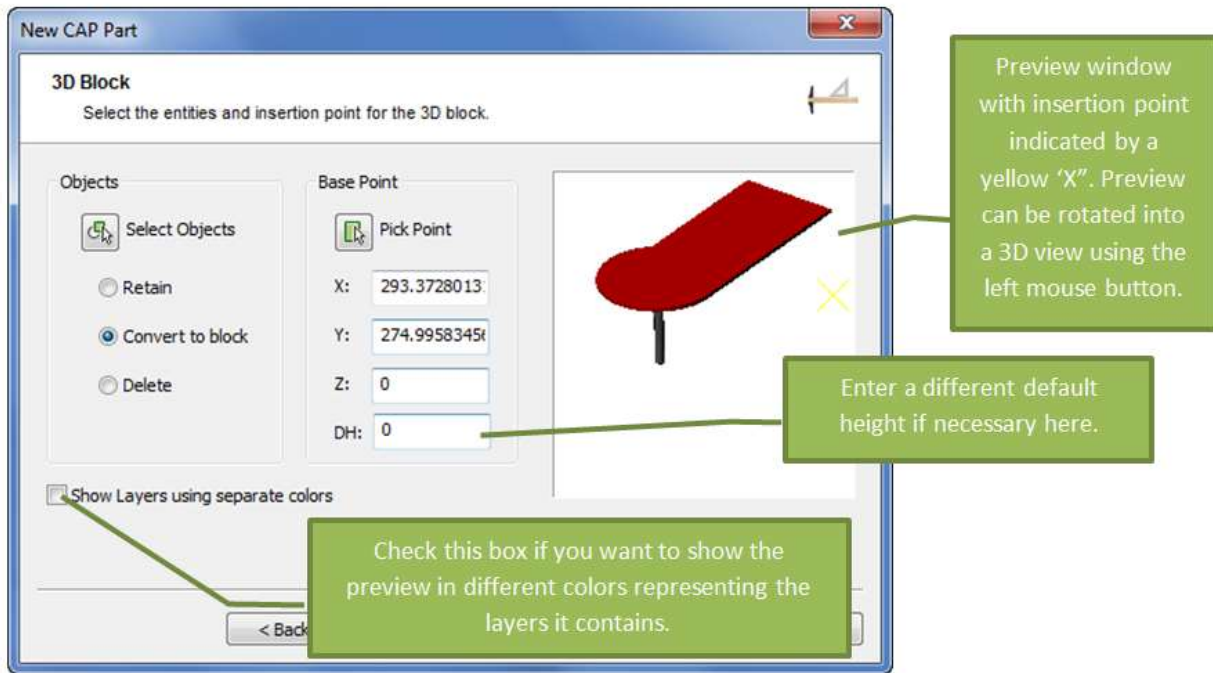 New CAP Part
3D Block
Select the entities and insertion point for the 3D block.
Objects
Select Objects
Retain
Convert to block
Delete
Base Point
Pick Point
X: 293.3728013
Y: 274.9958345
Z: 0
DH: 0
Show Layers using separate colors
< Back
Preview window
with insertion point
indicated by a
yellow ‘X”. Preview
can be rotated into
a 3D view using the
left mouse button.
Enter a different default
height if necessary here.
Check this box if you want to show the
preview in different colors representing the
layers it contains.